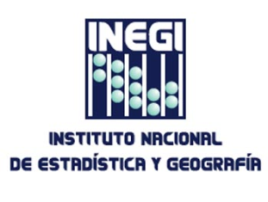 INEGI
INSTITUTO NACIONAL
DE ESTADÍSTICA Y GEOGRAFÍA